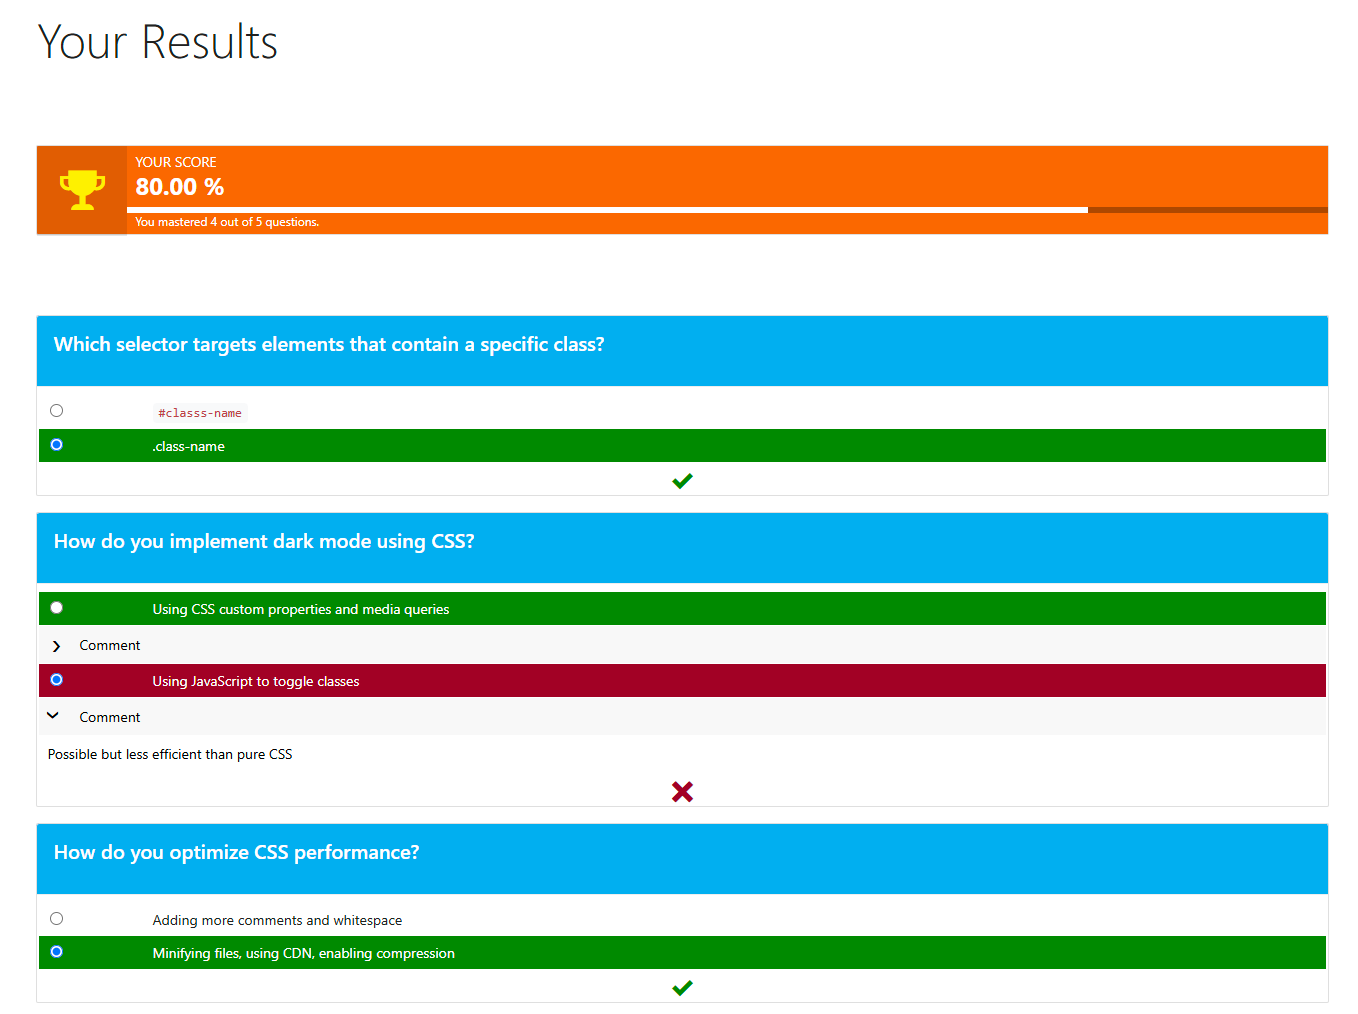 Your Results
YOUR SCORE
80.00 %
You mastered 4 out of 5 questions.
Which selector targets elements that contain a specific class?
#classs-name
.class-name
How do you implement dark mode using CSS?
Using CSS custom properties and media queries
Comment
Using JavaScript to toggle classes
Comment
Possible but less efficient than pure CSS
How do you optimize CSS performance?
Adding more comments and whitespace
Minifying files, using CDN, enabling compression